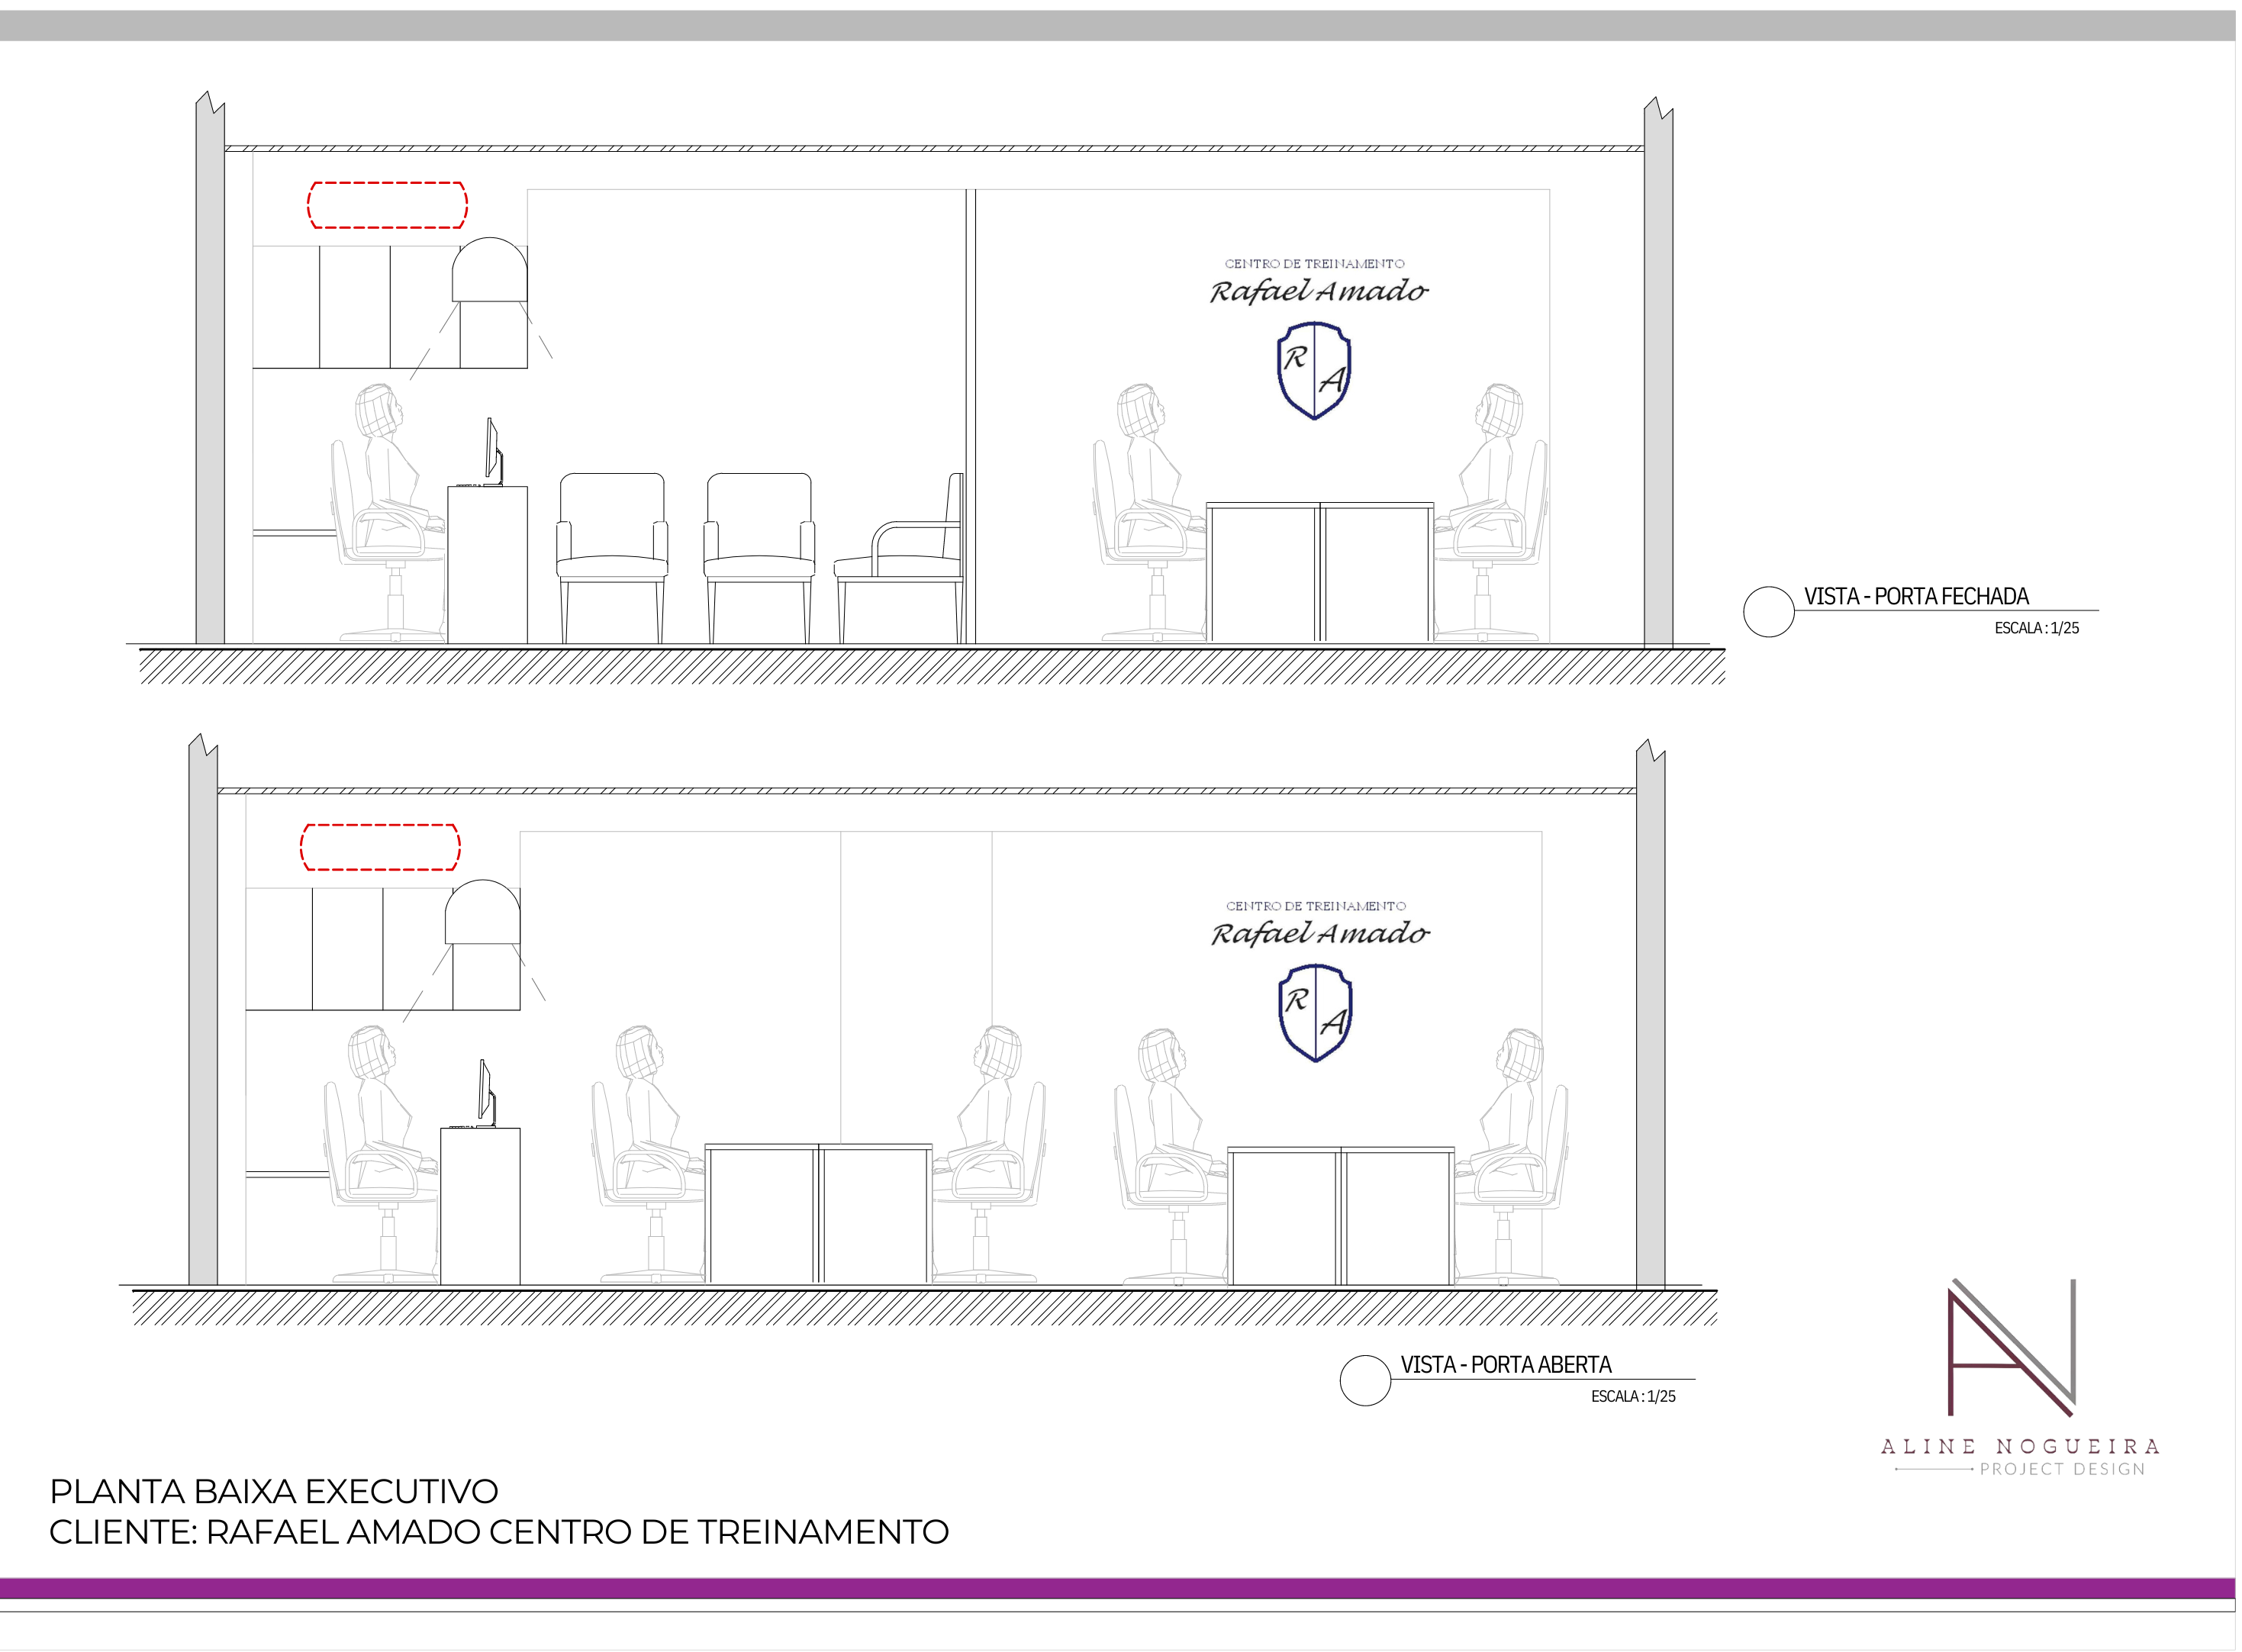 CENTRO DE TREINAMENTO
Rafael Amado
R
A
VISTA - PORTA FECHADA
ESCALA : 1/25
CENTRO DE TREINAMENTO
Rafael Amado
R
A
VISTA - PORTA ABERTA
ESCALA : 1/25
ALINE NOGUEIRA
PROJECT DESIGN
PLANTA BAIXA EXECUTIVO
CLIENTE: RAFAEL AMADO CENTRO DE TREINAMENTO